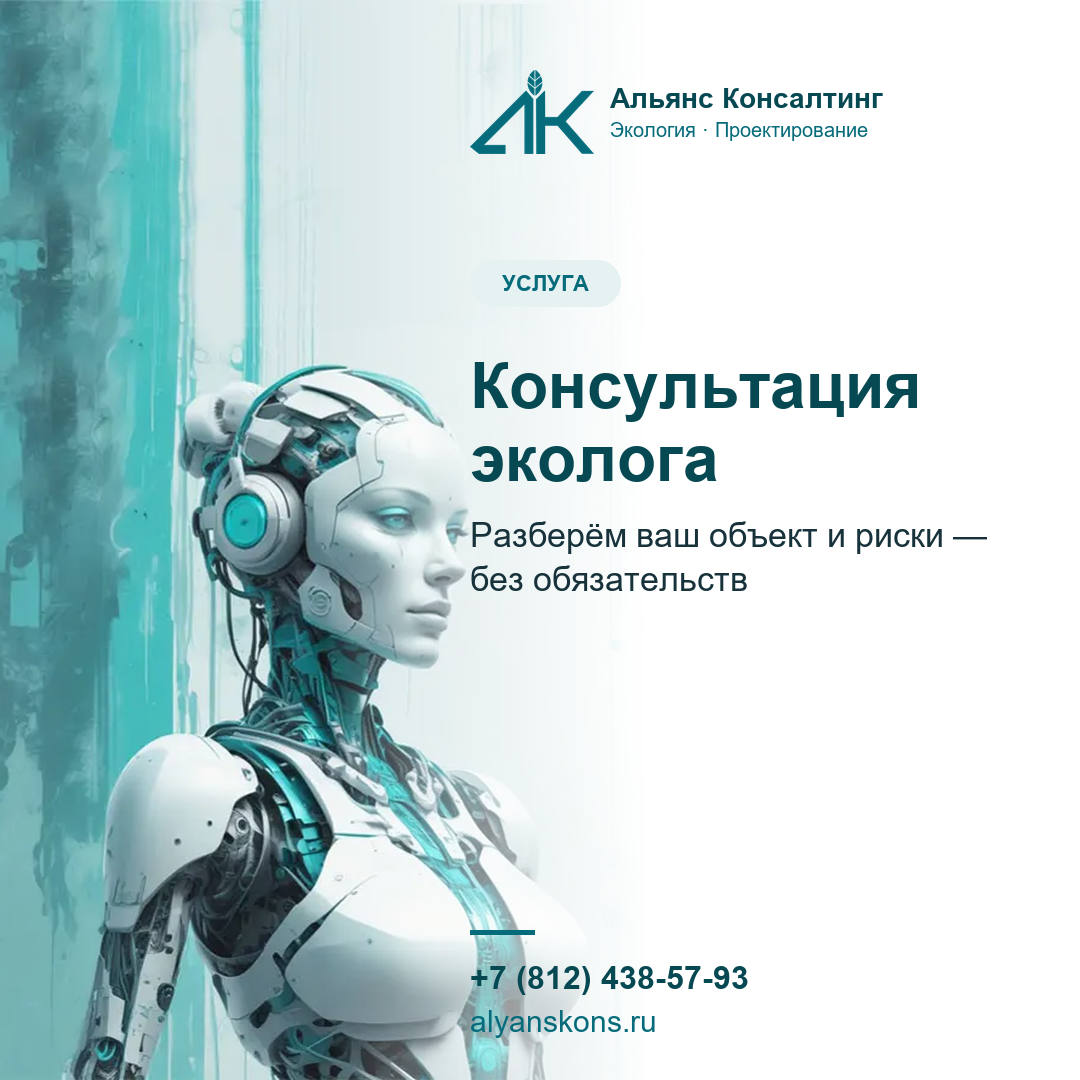 АК
Альянс Консалтинг
Экология · Проектирование
УСЛУГА
Консультация
эколога
Разберём ваш объект и риски —
без обязательств
+7 (812) 438-57-93
alyanskons.ru